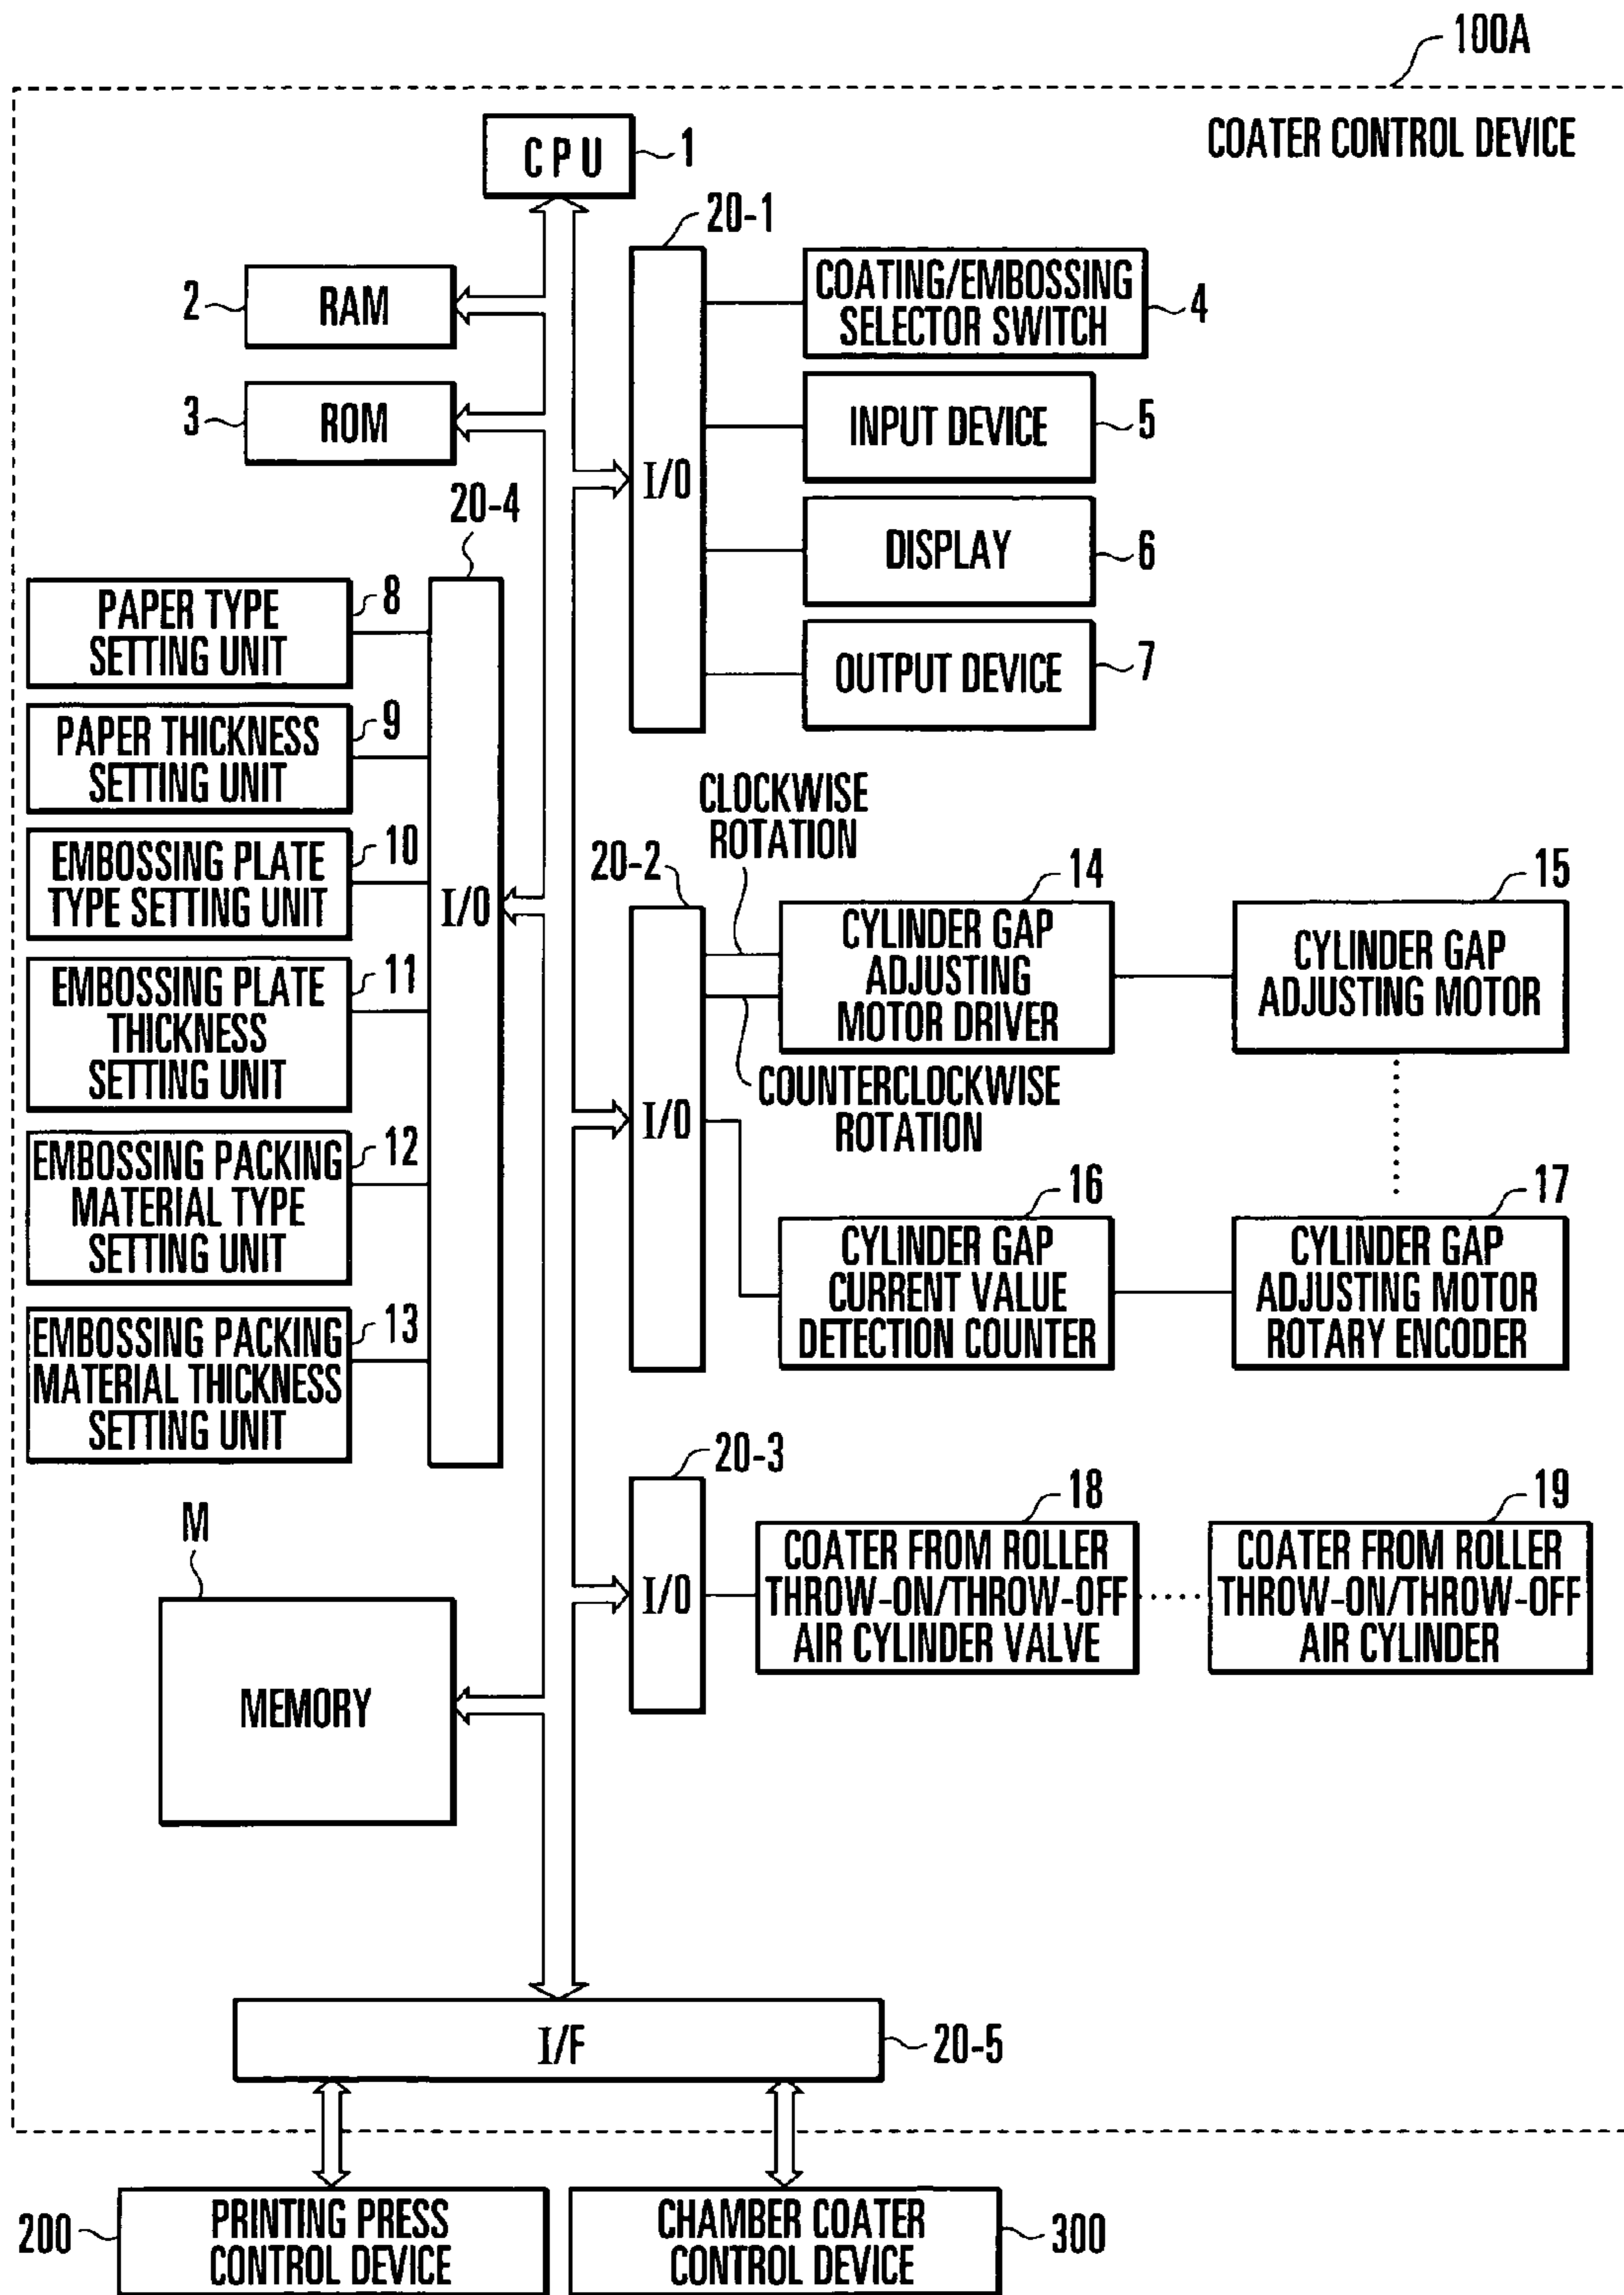 100A
COATER CONTROL DEVICE
CPU
1
20-1
2
RAM
COATING/EMBOSSING
SELECTOR SWITCH
4
3
ROM
INPUT DEVICE
5
I/O
20-4
DISPLAY
6
OUTPUT DEVICE
7
PAPER TYPE
SETTING UNIT
8
PAPER THICKNESS
SETTING UNIT
9
EMBOSSING PLATE
TYPE SETTING UNIT
10
I/O
EMBOSSING PLATE
THICKNESS
SETTING UNIT
11
EMBOSSING PACKING
MATERIAL TYPE
SETTING UNIT
12
EMBOSSING PACKING
MATERIAL THICKNESS
SETTING UNIT
13
CLOCKWISE
ROTATION
20-2
14
CYLINDER GAP
ADJUSTING
MOTOR DRIVER
15
CYLINDER GAP
ADJUSTING MOTOR
COUNTERCLOCKWISE
ROTATION
I/O
16
CYLINDER GAP
CURRENT VALUE
DETECTION COUNTER
17
CYLINDER GAP
ADJUSTING MOTOR
ROTARY ENCODER
20-3
I/O
18
COATER FROM ROLLER
THROW-ON/THROW-OFF
AIR CYLINDER VALVE
19
COATER FROM ROLLER
THROW-ON/THROW-OFF
AIR CYLINDER
M
MEMORY
I/F
20-5
200
PRINTING PRESS
CONTROL DEVICE
CHAMBER COATER
CONTROL DEVICE
300